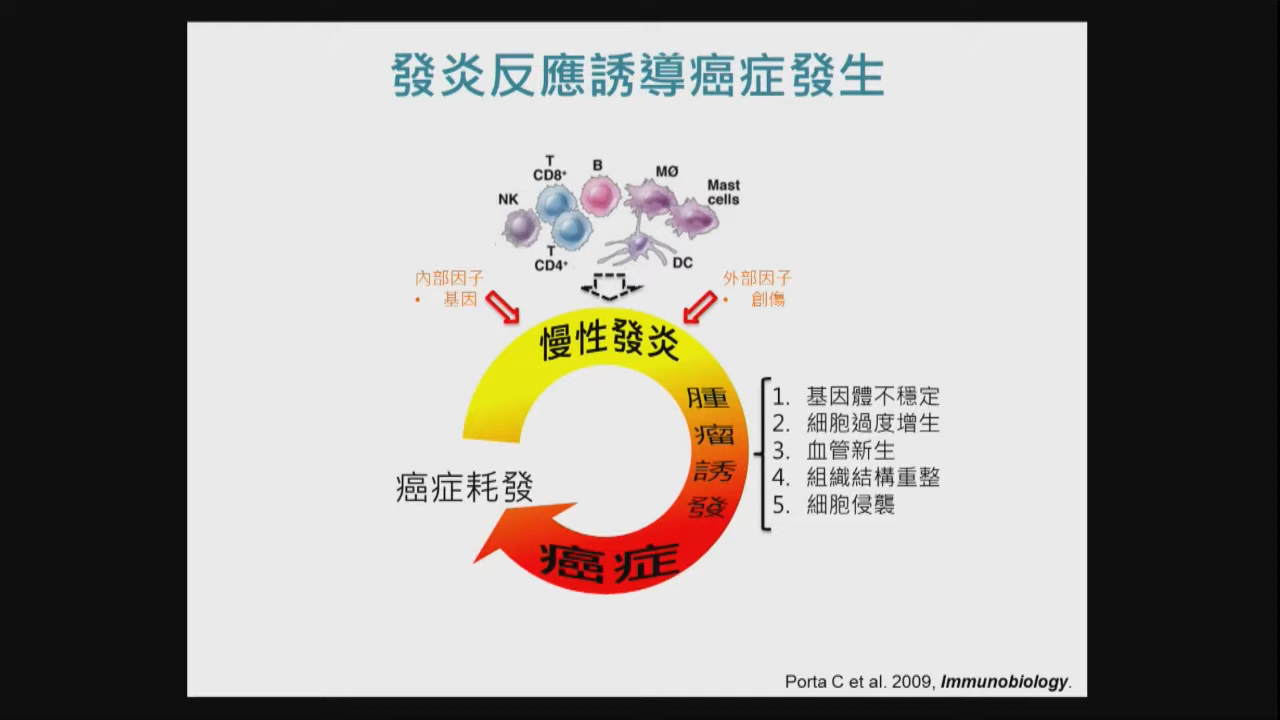 發炎反應誘導癌症發生
T
CD8+
B
MØ
Mast
cells
NK
T
CD4+
DC
內部因子
• 基因
外部因子
• 創傷
慢性發炎
腫
瘤
誘
發
1. 基因體不穩定
2. 細胞過度增生
3. 血管新生
4. 組織結構重整
5. 細胞侵襲
癌症耗發
癌症
Porta C et al. 2009, Immunobiology.